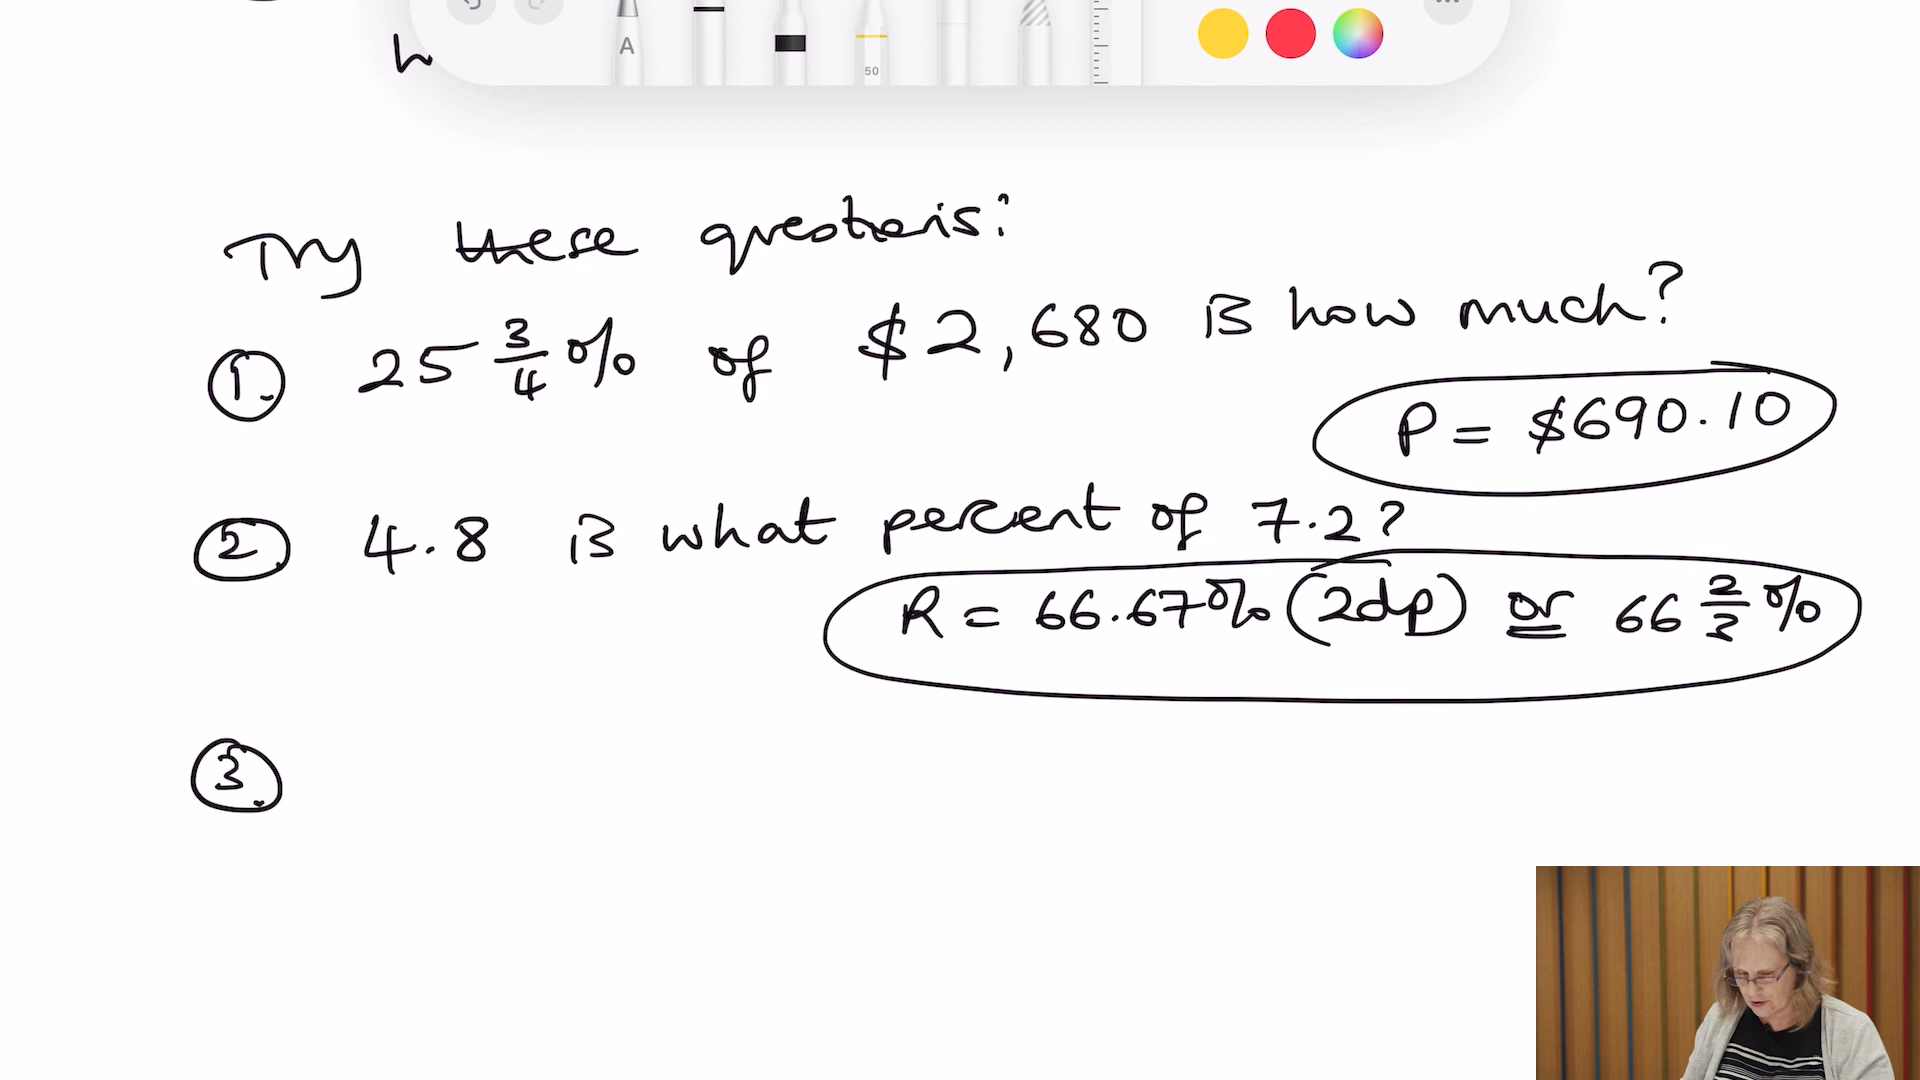 A
50
Try these questions:
1. 25 3/4 % of $2,680 is how much?
P = $690.10
2. 4.8 is what percent of 7.2?
R = 66.67% (2dp) or 66 2/3 %
3.